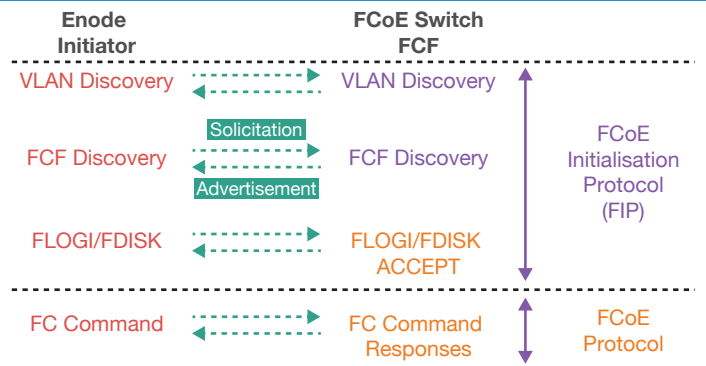 Enode
Initiator
FCoE Switch
FCF
VLAN Discovery
VLAN Discovery
Solicitation
FCF Discovery
FCF Discovery
Advertisement
FCoE
Initialisation
Protocol
(FIP)
FLOGI/FDISK
FLOGI/FDISK
ACCEPT
FC Command
FC Command
Responses
FCoE
Protocol